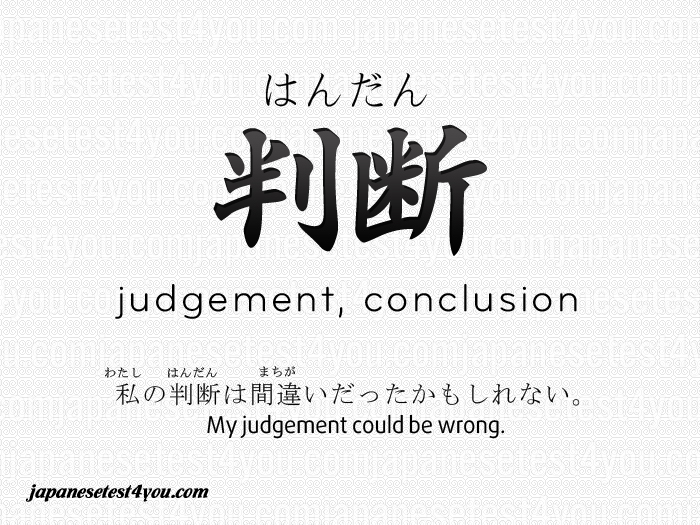 はんだん
判断
judgement, conclusion
わたし はんだん まちが
私の判断は間違いだったかもしれない。
My judgement could be wrong.
japanesetest4you.com